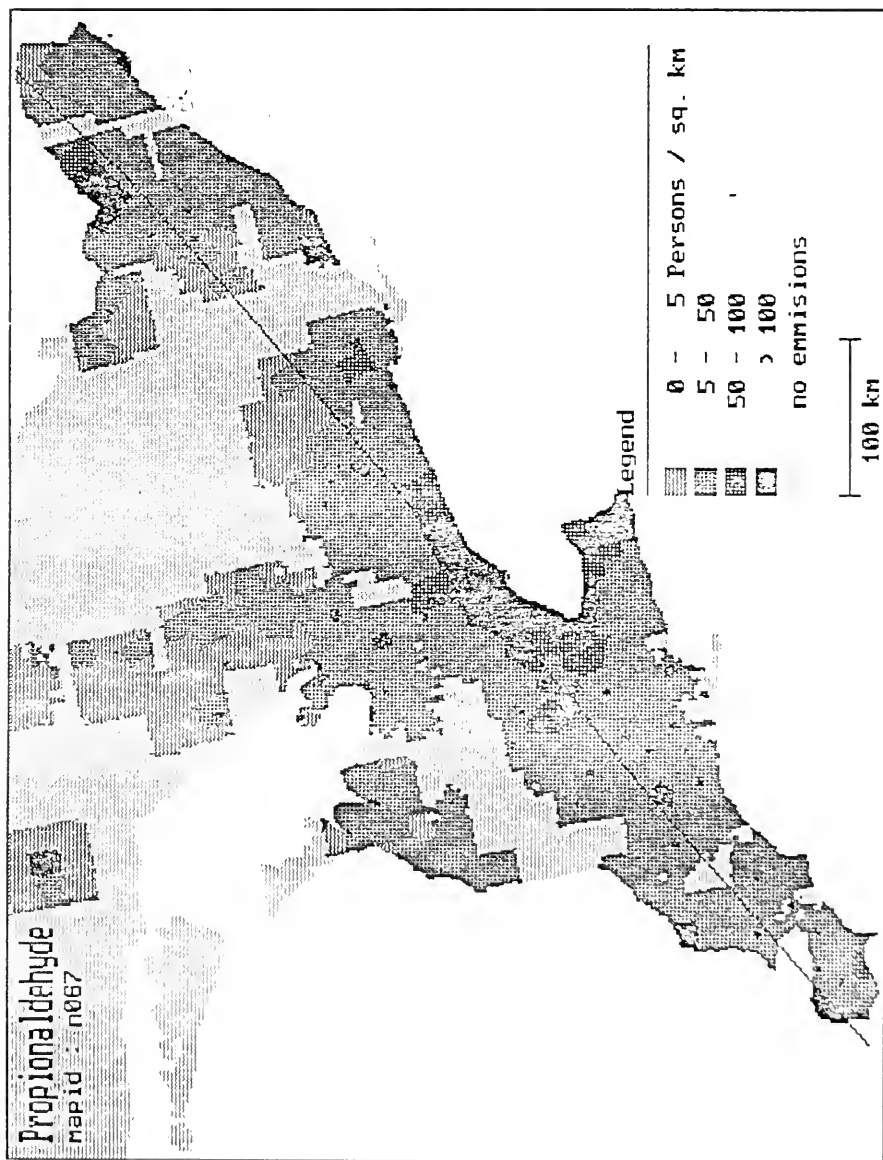 Propionaldehyde
mapid : n067
Legend
0 - 5 Persons / sq. km
5 - 50
50 - 100
> 100
no emmisions
100 km